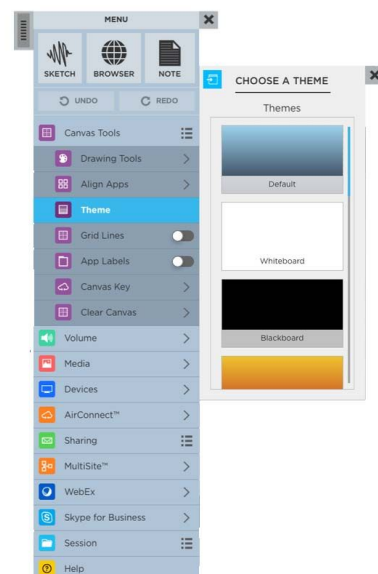 MENU
SKETCH
BROWSER
NOTE
UNDO
REDO
Canvas Tools
Drawing Tools
Align Apps
Theme
Grid Lines
App Labels
Canvas Key
Clear Canvas
Volume
Media
Devices
AirConnect™
Sharing
MultiSite™
WebEx
Skype for Business
Session
Help
CHOOSE A THEME
Themes
Default
Whiteboard
Blackboard